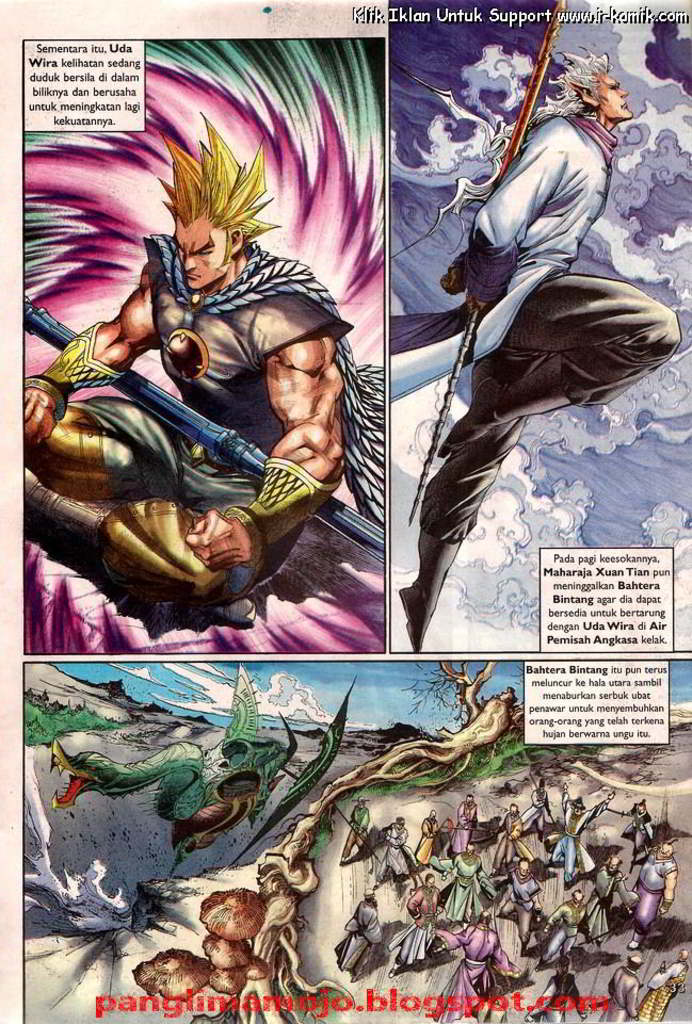 Klik Iklan Untuk Support www.ir-komik.com
Sementara itu, Uda
Wira kelihatan sedang
duduk bersila di dalam
biliknya dan berusaha
untuk meningkatan lagi
kekuatannya.
Pada pagi keesokannya,
Maharaja Xuan Tian pun
meninggalkan Bahtera
Bintang agar dia dapat
bersedia untuk bertarung
dengan Uda Wira di Air
Pemisah Angkasa kelak.
Bahtera Bintang itu pun terus
meluncur ke hala utara sambil
menaburkan serbuk ubat
penawar untuk menyembuhkan
orang-orang yang telah terkena
hujan berwarna ungu itu.
33
panglimamojo.blogspot.com